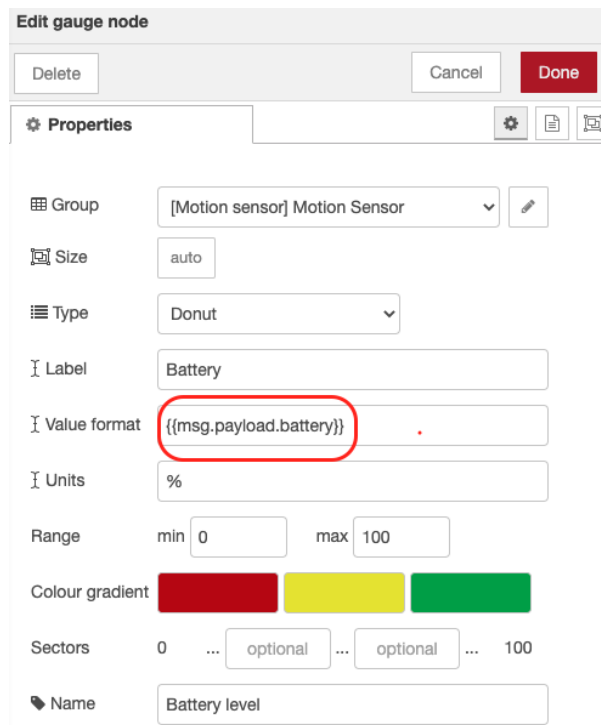 Edit gauge node
Delete Cancel Done
Properties
Group [Motion sensor] Motion Sensor
Size auto
Type Donut
Label Battery
Value format {{msg.payload.battery}}
Units %
Range min 0 max 100
Colour gradient
Sectors 0 ... optional ... optional ... 100
Name Battery level